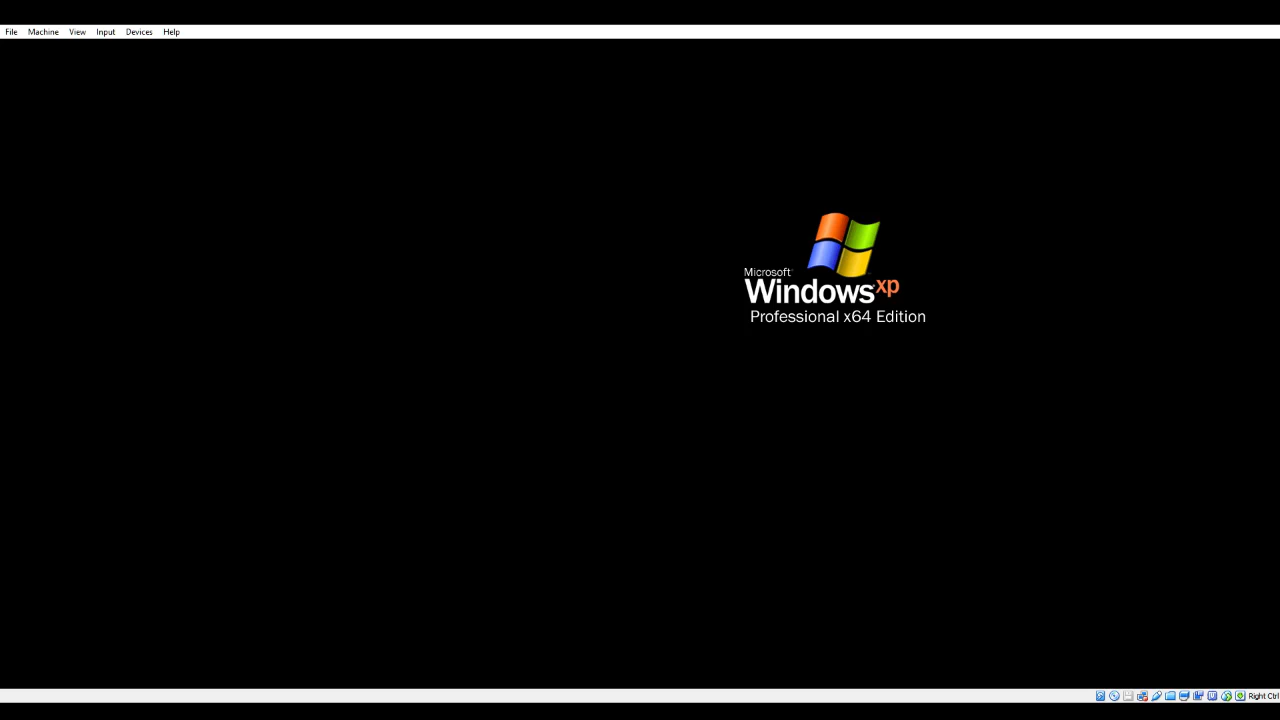 File Machine View Input Devices Help
Microsoft
Windows xp
Professional x64 Edition
Right Ctrl